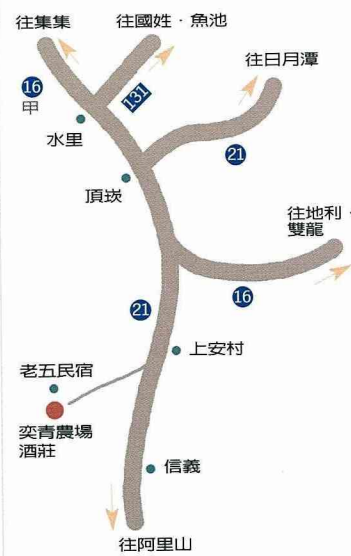 往集集
往國姓・魚池
往日月潭
16
甲
131
水里
21
頂崁
往地利・
雙龍
16
21
上安村
老五民宿
奕青農場
酒莊
信義
往阿里山